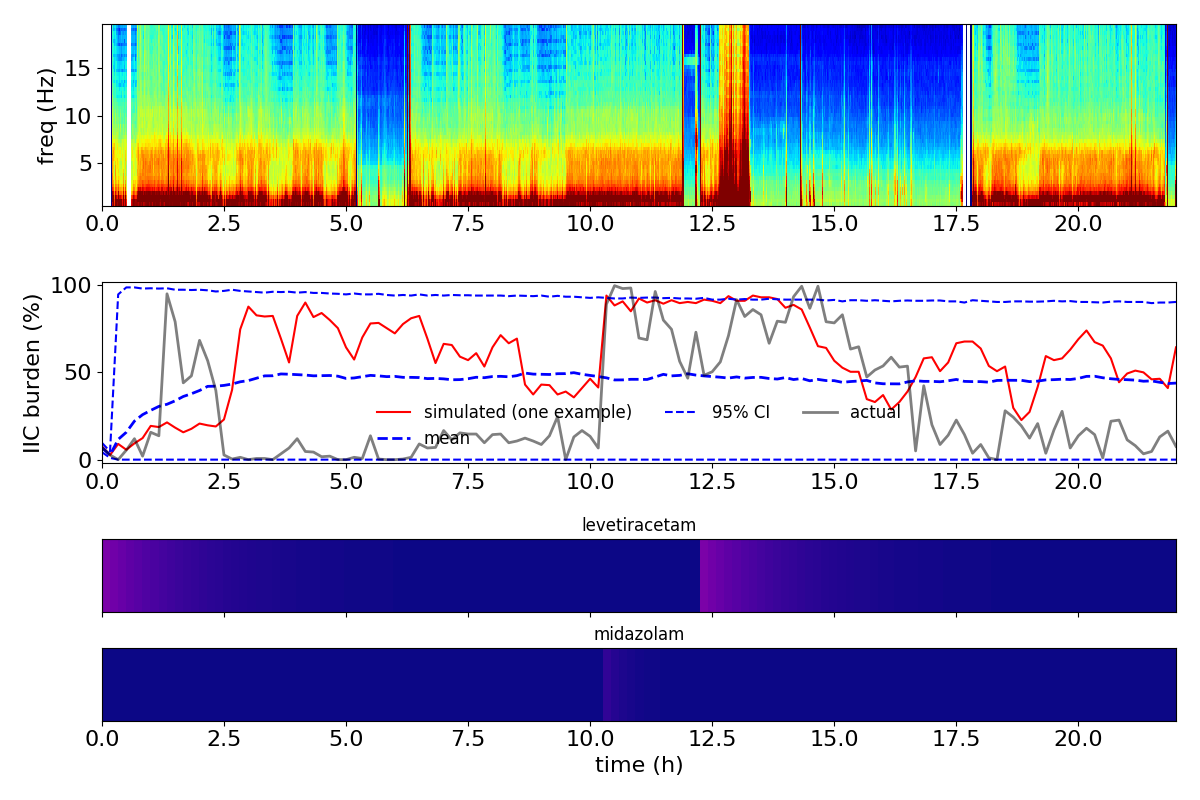 freq (Hz)
15
10
5
0.0 2.5 5.0 7.5 10.0 12.5 15.0 17.5 20.0
IIC burden (%)
100
50
0
simulated (one example) 95% CI actual
mean
0.0 2.5 5.0 7.5 10.0 12.5 15.0 17.5 20.0
levetiracetam
midazolam
0.0 2.5 5.0 7.5 10.0 12.5 15.0 17.5 20.0
time (h)